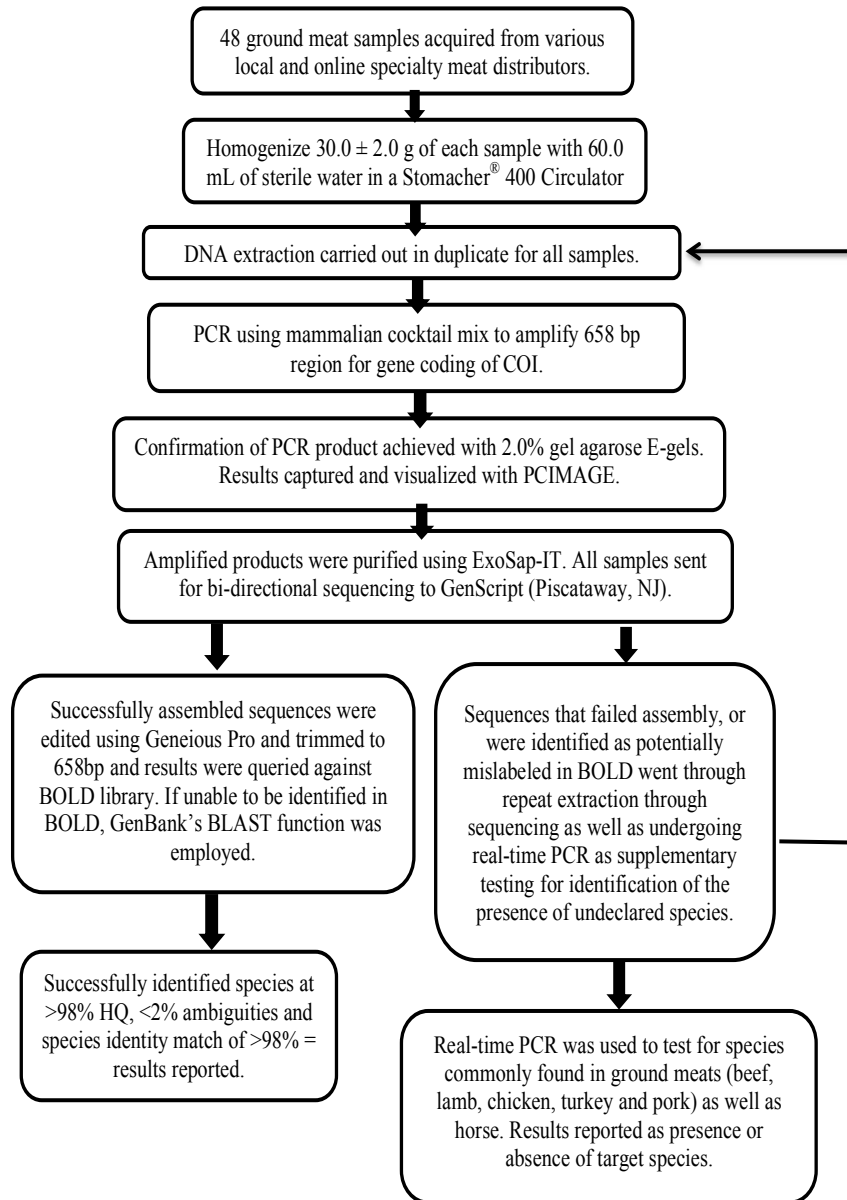 48 ground meat samples acquired from various
local and online specialty meat distributors.
Homogenize 30.0 ± 2.0 g of each sample with 60.0
mL of sterile water in a Stomacher® 400 Circulator
DNA extraction carried out in duplicate for all samples.
PCR using mammalian cocktail mix to amplify 658 bp
region for gene coding of COI.
Confirmation of PCR product achieved with 2.0% gel agarose E-gels.
Results captured and visualized with PCIMAGE.
Amplified products were purified using ExoSap-IT. All samples sent
for bi-directional sequencing to GenScript (Piscataway, NJ).
Successfully assembled sequences were
edited using Geneious Pro and trimmed to
658bp and results were queried against
BOLD library. If unable to be identified in
BOLD, GenBank's BLAST function was
employed.
Sequences that failed assembly, or
were identified as potentially
mislabeled in BOLD went through
repeat extraction through
sequencing as well as undergoing
real-time PCR as supplementary
testing for identification of the
presence of undeclared species.
Successfully identified species at
>98% HQ, <2% ambiguities and
species identity match of >98% =
results reported.
Real-time PCR was used to test for species
commonly found in ground meats (beef,
lamb, chicken, turkey and pork) as well as
horse. Results reported as presence or
absence of target species.